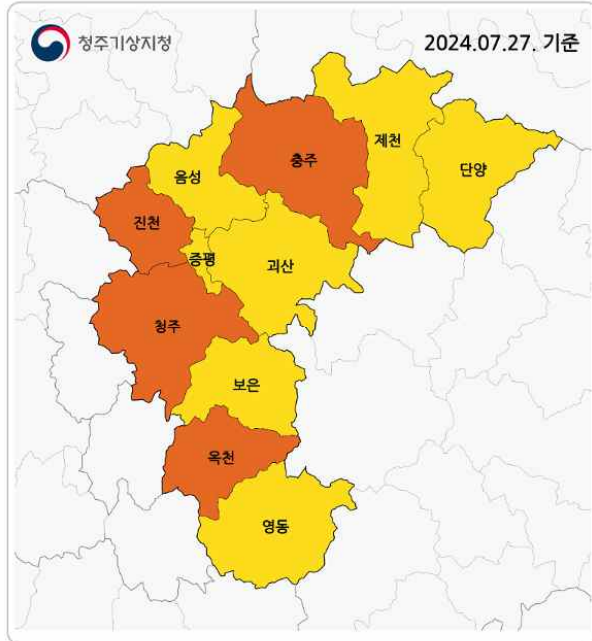 청주기상지청
2024.07.27. 기준
제천
충주
단양
음성
진천
증평
괴산
청주
보은
옥천
영동